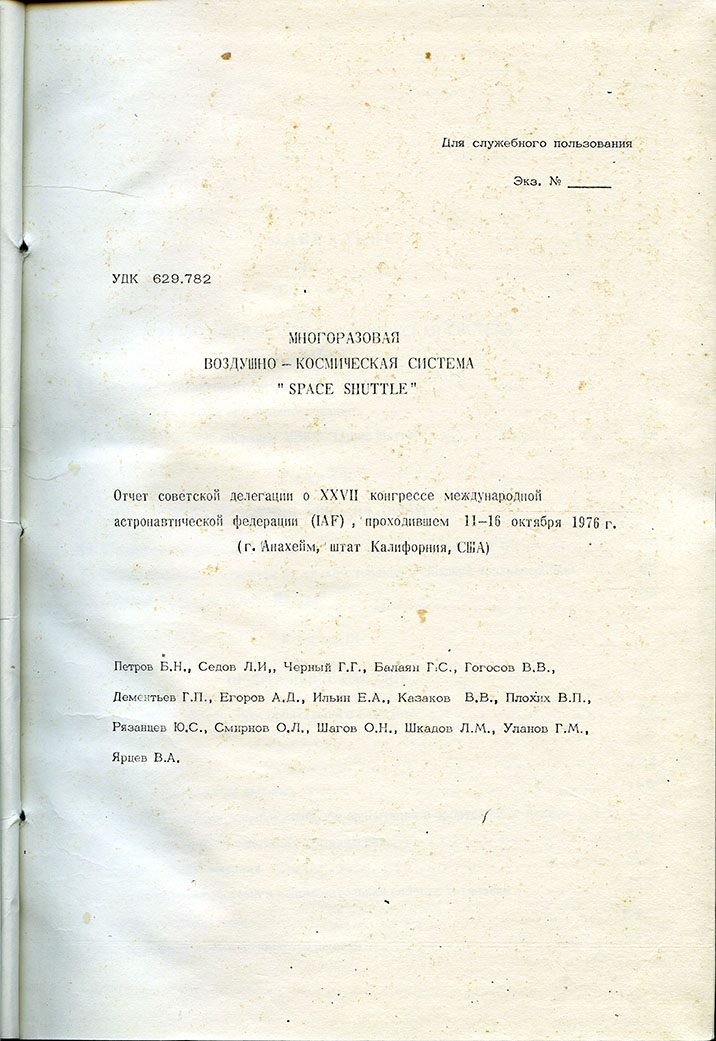 Для служебного пользования
Экз. № ______
УДК 629.782
МНОГОРАЗОВАЯ
ВОЗДУШНО – КОСМИЧЕСКАЯ СИСТЕМА
" SPACE SHUTTLE"
Отчет советской делегации о XXVII конгрессе международной
астронавтической федерации (IAF) , проходившем 11–16 октября 1976 г.
(г. Анахейм, штат Калифорния, США)
Петров Б.Н., Седов Л.И,, Черный Г.Г., Балаян Г.С., Гогосов В.В.,
Дементьев Г.П., Егоров А.Д., Ильин Е.А., Казаков В.В., Плохих В.П.,
Рязанцев Ю.С., Смирнов О.Л., Шагов О.Н., Шкадов Л.М., Уланов Г.М.,
Ярцев В.А.